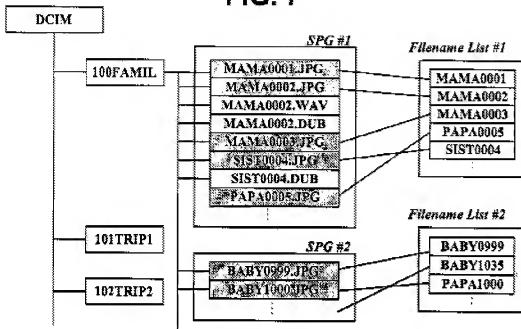 DCIM
100FAMIL
101TRIP1
102TRIP2
SPG #1
MAMA0001.JPG
MAMA0002.JPG
MAMA0002.WAV
MAMA0002.DUB
MAMA0003.JPG
SIST0004.JPG
SIST0004.DUB
PAPA0005.JPG
SPG #2
BABY0999.JPG
BABY1000.JPG
Filename List #1
MAMA0001
MAMA0002
MAMA0003
PAPA0005
SIST0004
Filename List #2
BABY0999
BABY1035
PAPA1000